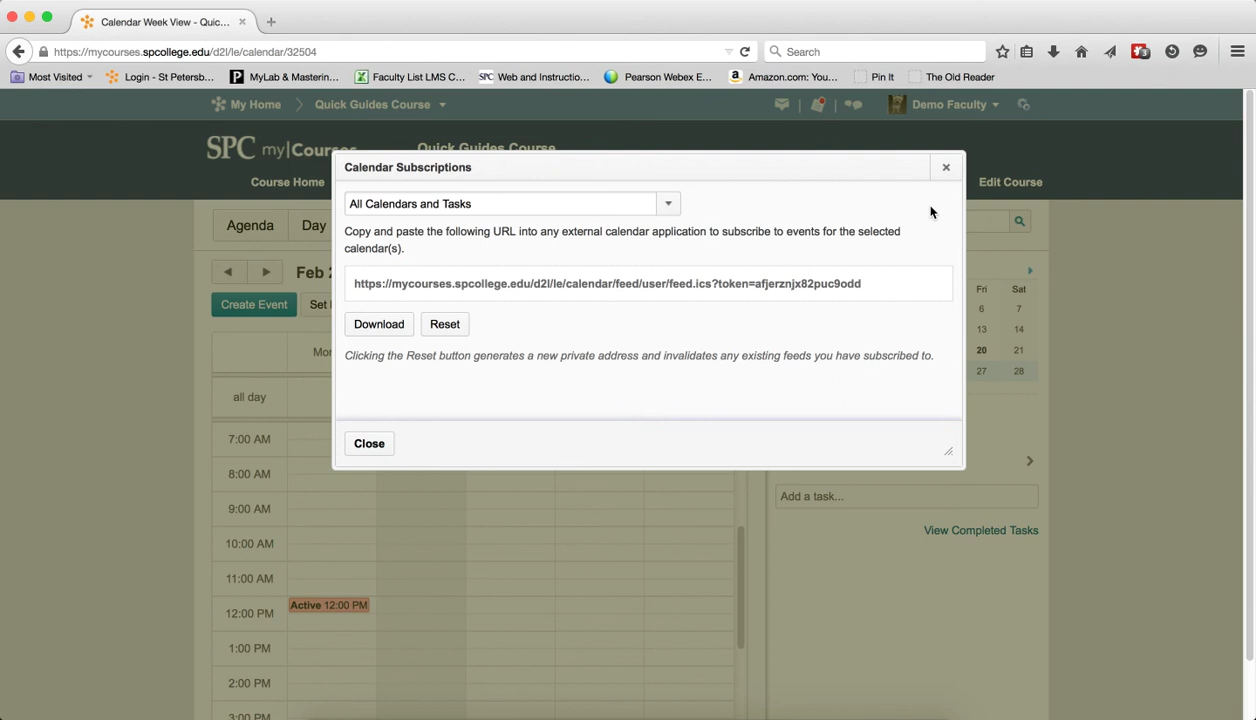 Calendar Week View - Quic...
https://mycourses.spcollege.edu/d2l/le/calendar/32504
Search
3
Most Visited
Login - St Petersb...
MyLab & Mastering...
Faculty List LMS C...
SPC Web and Instructio...
Pearson Webex E...
Amazon.com: You...
Pin It
The Old Reader
My Home
Quick Guides Course
Demo Faculty
SPC my|Courses
Quick Guides Course
Course Home
Edit Course
Calendar Subscriptions
All Calendars and Tasks
Copy and paste the following URL into any external calendar application to subscribe to events for the selected
calendar(s).
https://mycourses.spcollege.edu/d2l/le/calendar/feed/user/feed.ics?token=afjerznjx82puc9odd
Download Reset
Clicking the Reset button generates a new private address and invalidates any existing feeds you have subscribed to.
Close
Agenda Day
Feb
Create Event Set
Mon
all day
7:00 AM
8:00 AM
9:00 AM
10:00 AM
11:00 AM
12:00 PM
Active 12:00 PM
1:00 PM
2:00 PM
3:00 PM
Fri Sat
6 7
13 14
20 21
27 28
Add a task...
View Completed Tasks